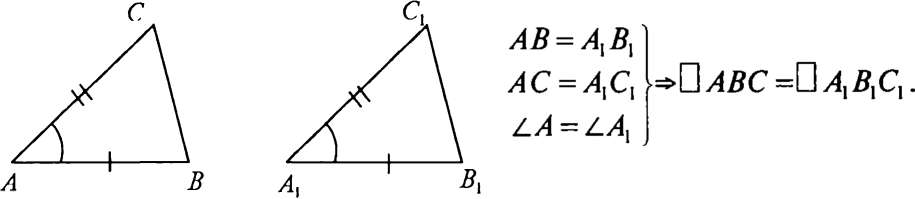 C
A
B
C₁
A₁
B₁
AB = A₁B₁
AC = A₁C₁
∠A = ∠A₁
⇒ □ ABC = □ A₁B₁C₁.